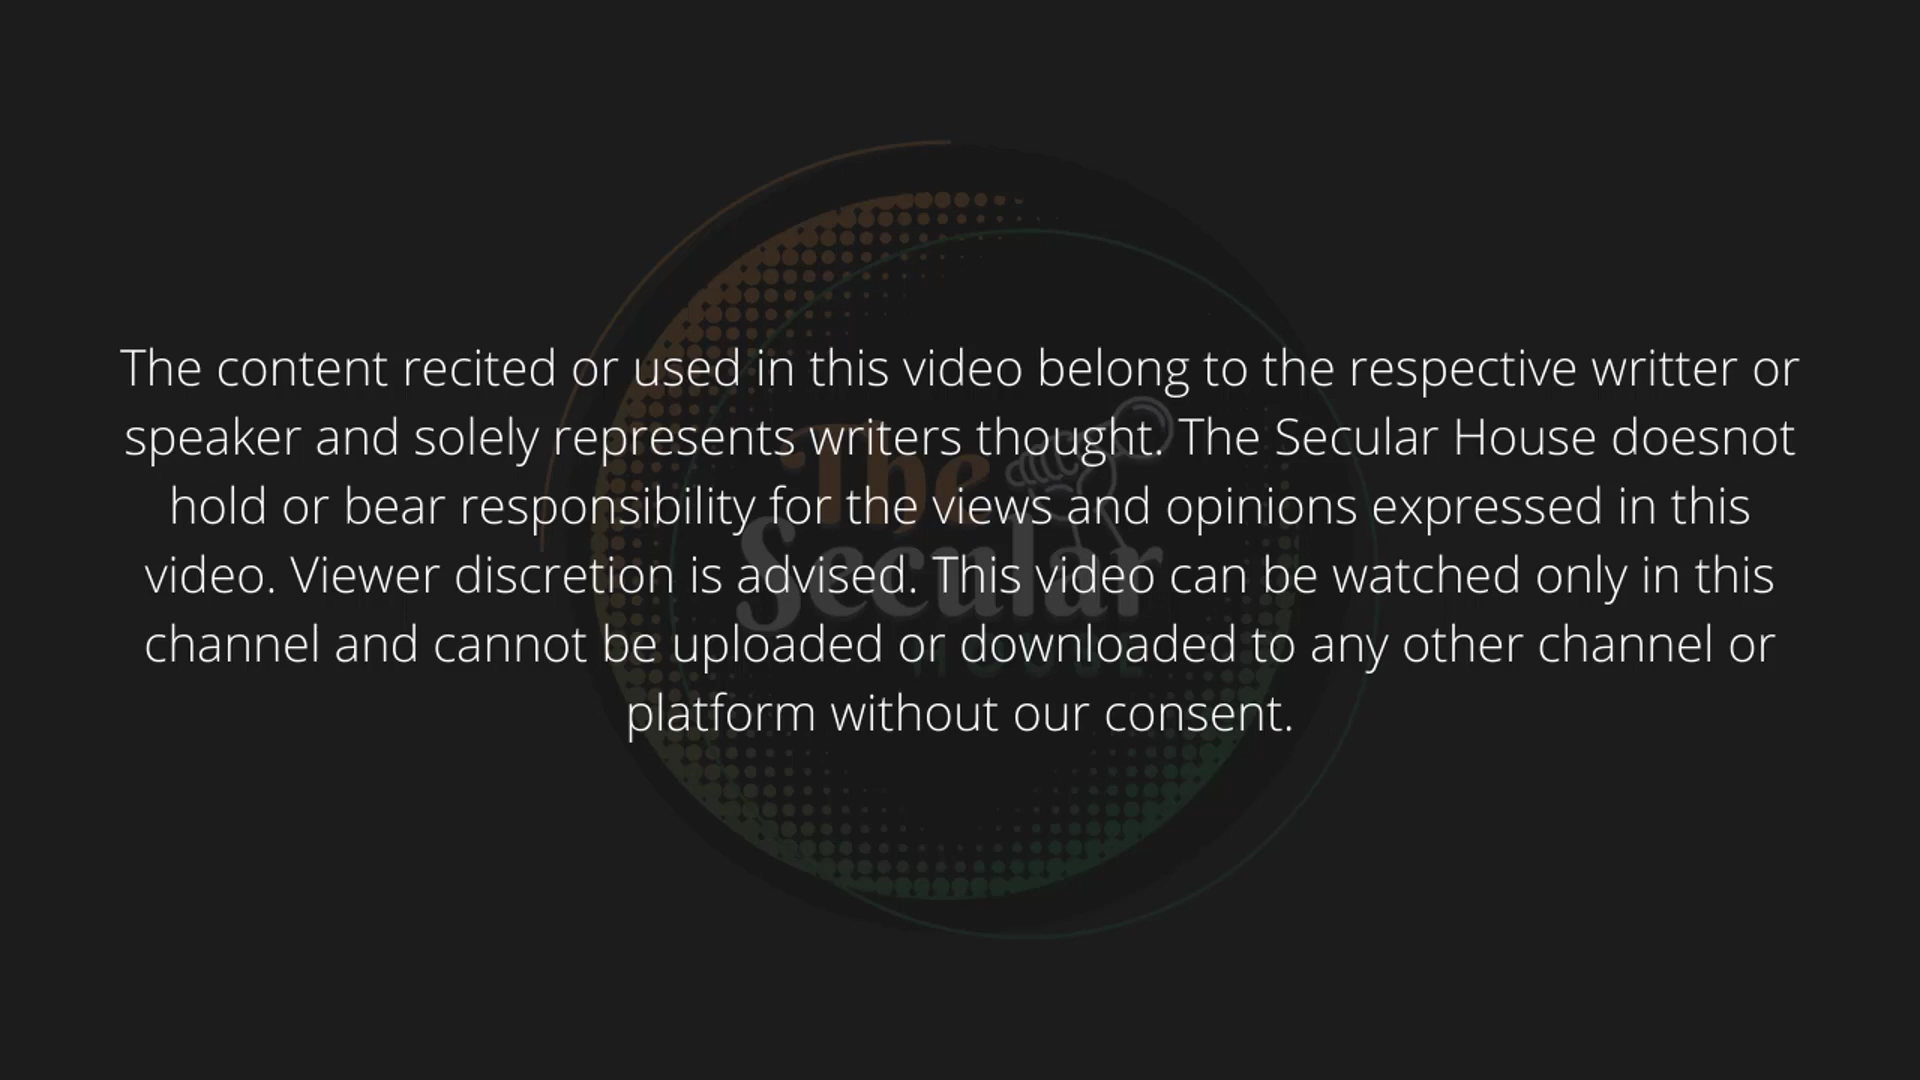 The content recited or used in this video belong to the respective writter or
speaker and solely represents writers thought. The Secular House doesnot
hold or bear responsibility for the views and opinions expressed in this
video. Viewer discretion is advised. This video can be watched only in this
channel and cannot be uploaded or downloaded to any other channel or
platform without our consent.
The
Secular
HOUSE